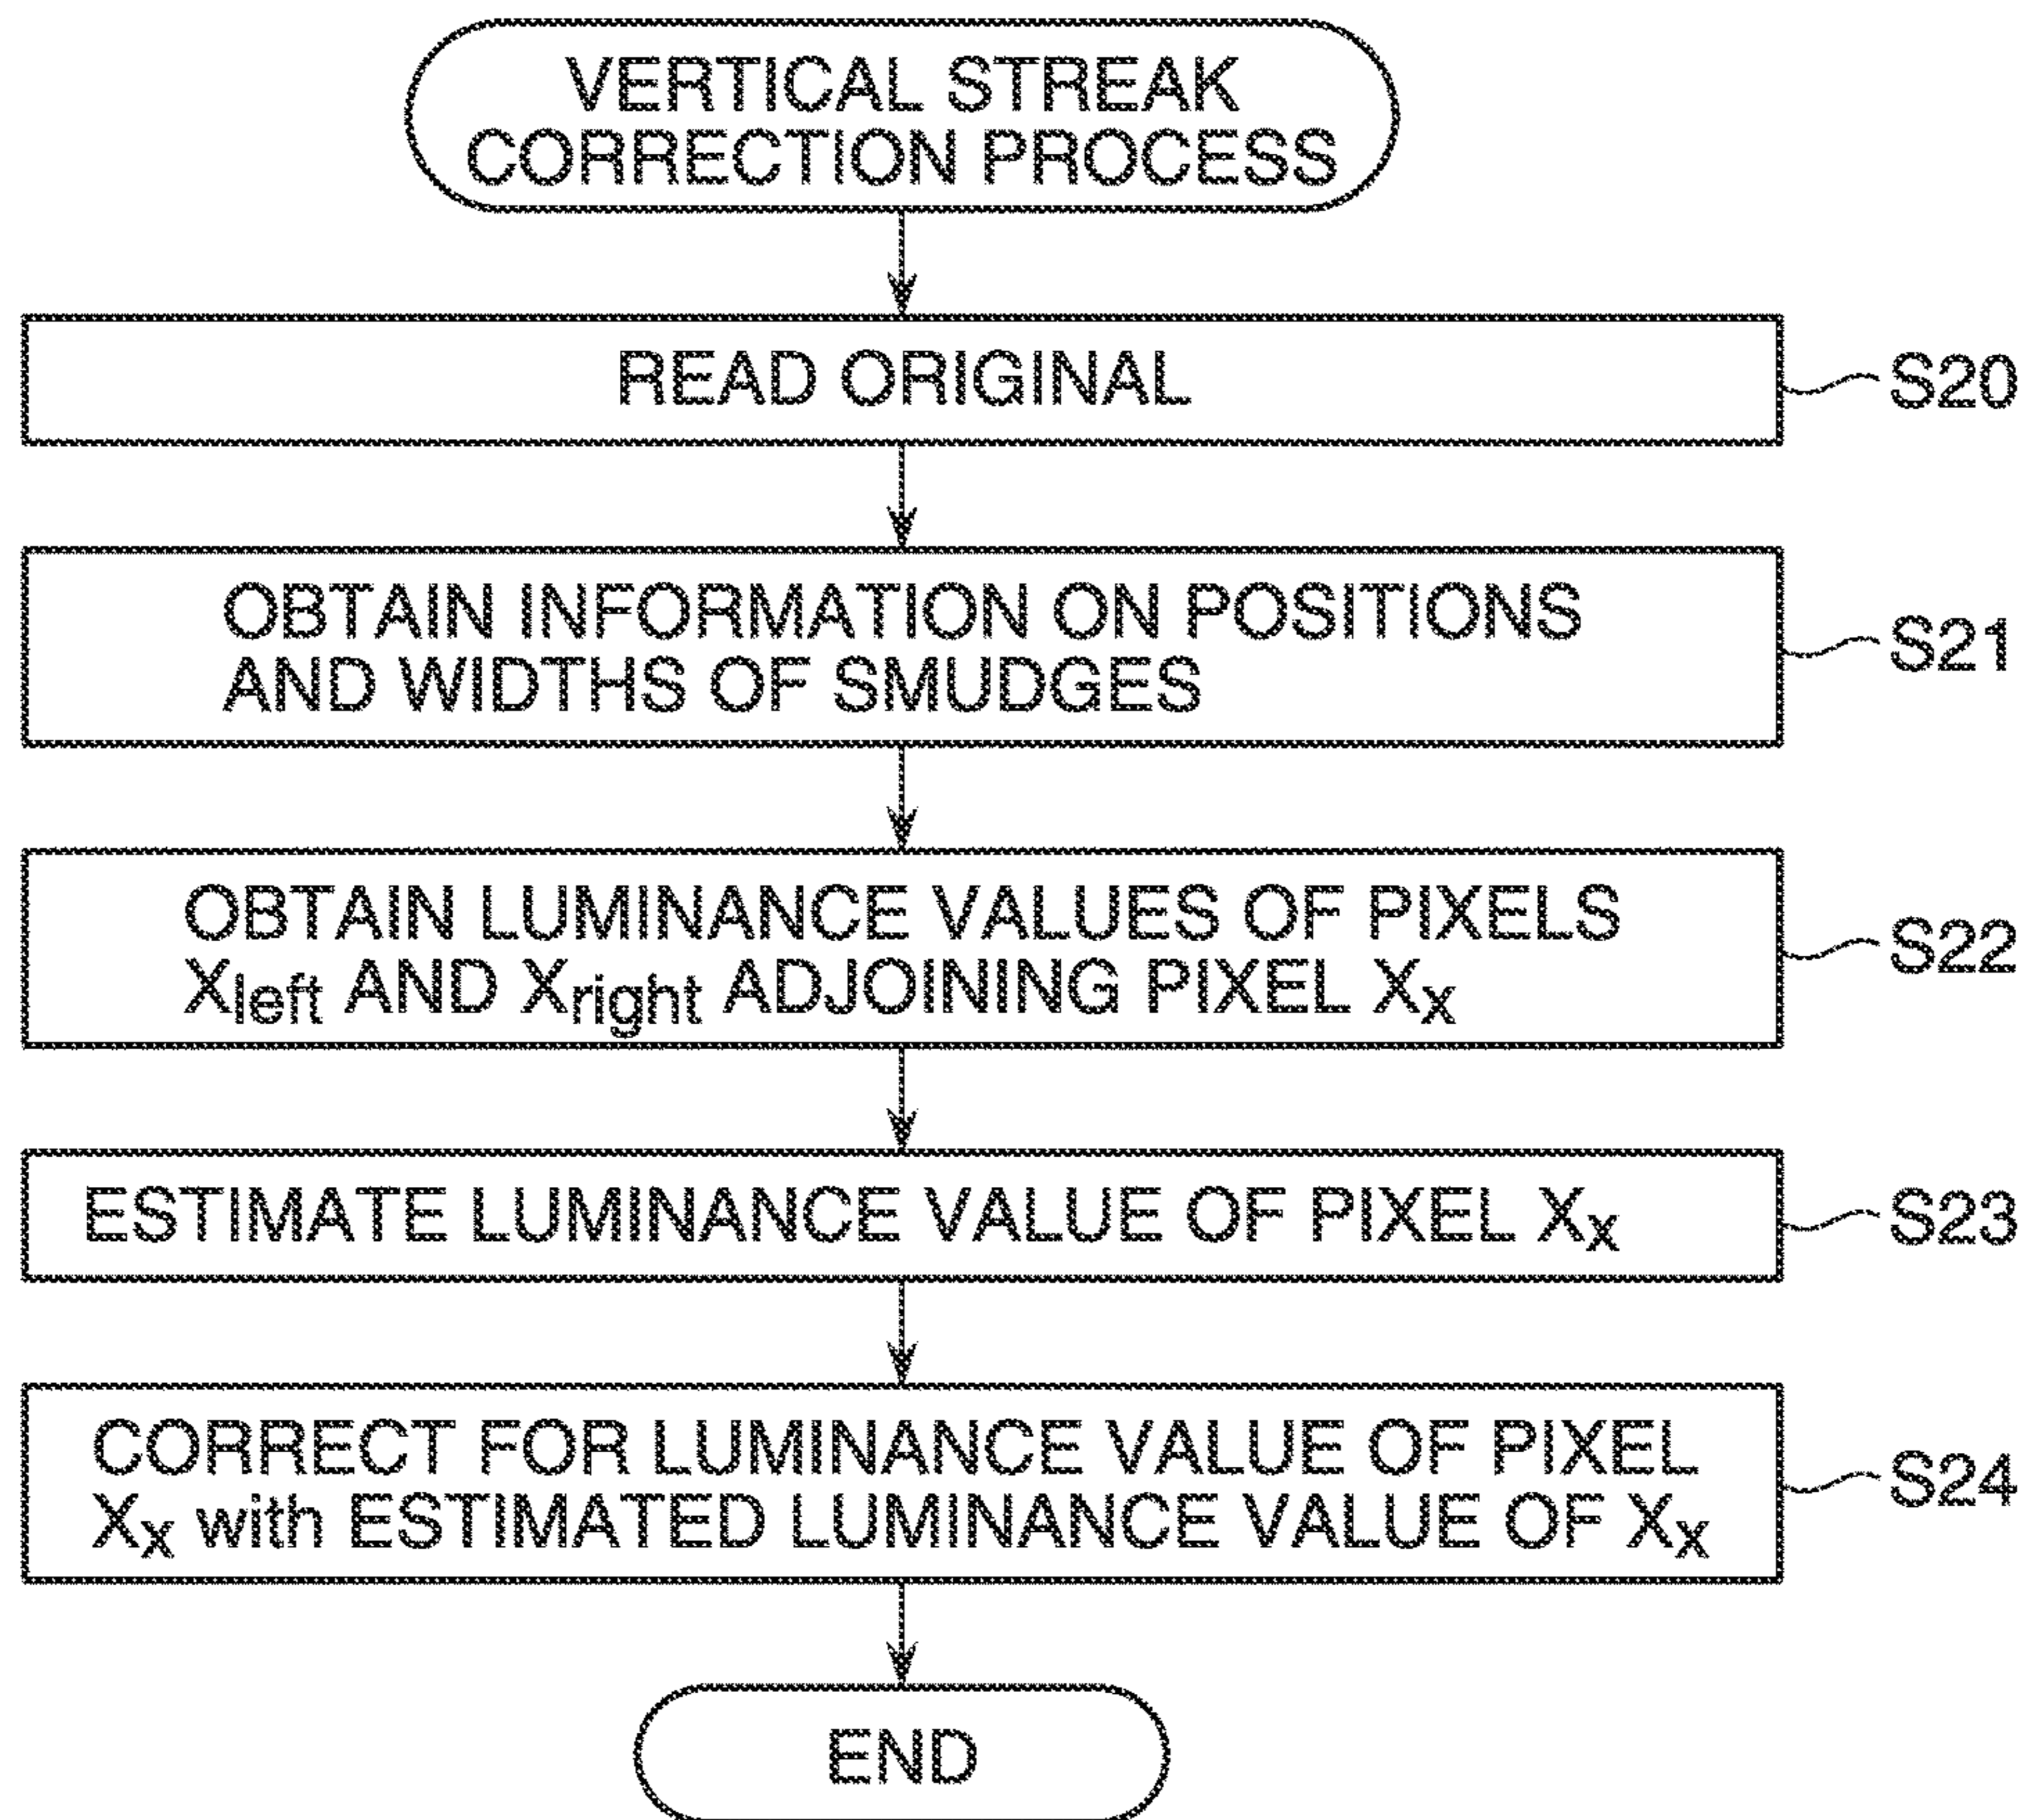 VERTICAL STREAK
CORRECTION PROCESS
READ ORIGINAL
S20
OBTAIN INFORMATION ON POSITIONS
AND WIDTHS OF SMUDGES
S21
OBTAIN LUMINANCE VALUES OF PIXELS
Xleft AND Xright ADJOINING PIXEL Xx
S22
ESTIMATE LUMINANCE VALUE OF PIXEL Xx
S23
CORRECT FOR LUMINANCE VALUE OF PIXEL
Xx with ESTIMATED LUMINANCE VALUE OF Xx
S24
END